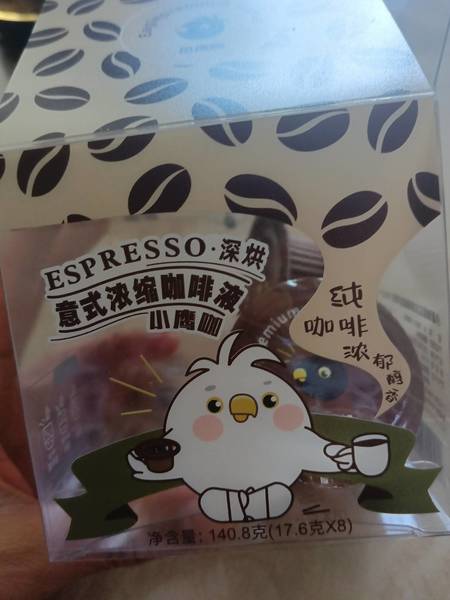 ESPRESSO·深烘
意式浓缩咖啡液
小鹰咖
纯
咖啡
浓
郁
醇
emium
净含量: 140.8克(17.6克X8)